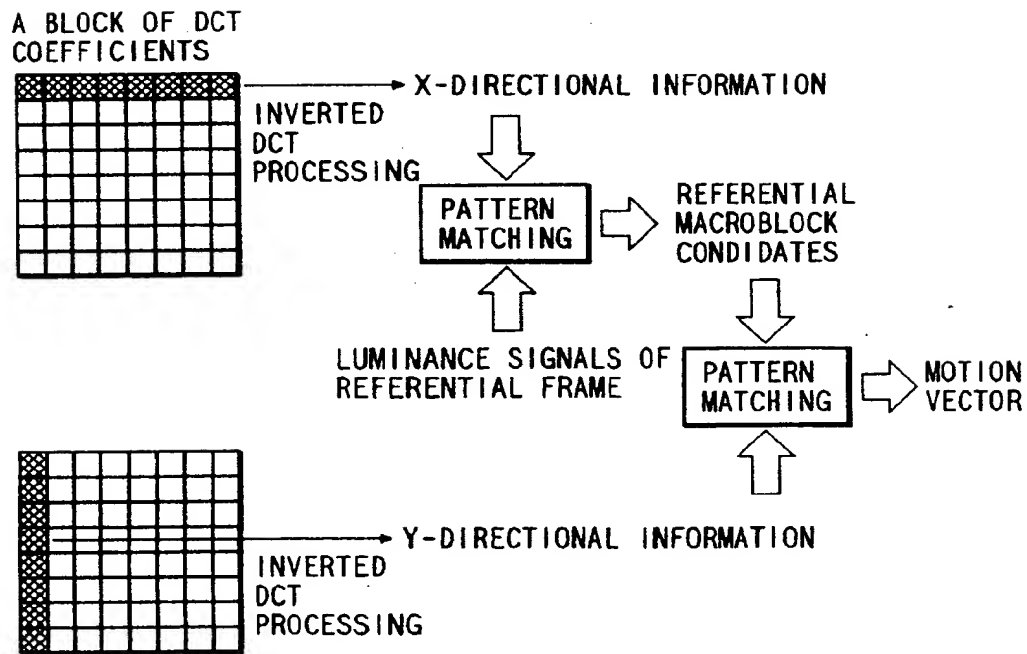 A BLOCK OF DCT
COEFFICIENTS
X-DIRECTIONAL INFORMATION
INVERTED
DCT
PROCESSING
PATTERN
MATCHING
REFERENTIAL
MACROBLOCK
CONDIDATES
LUMINANCE SIGNALS OF
REFERENTIAL FRAME
PATTERN
MATCHING
MOTION
VECTOR
Y-DIRECTIONAL INFORMATION
INVERTED
DCT
PROCESSING